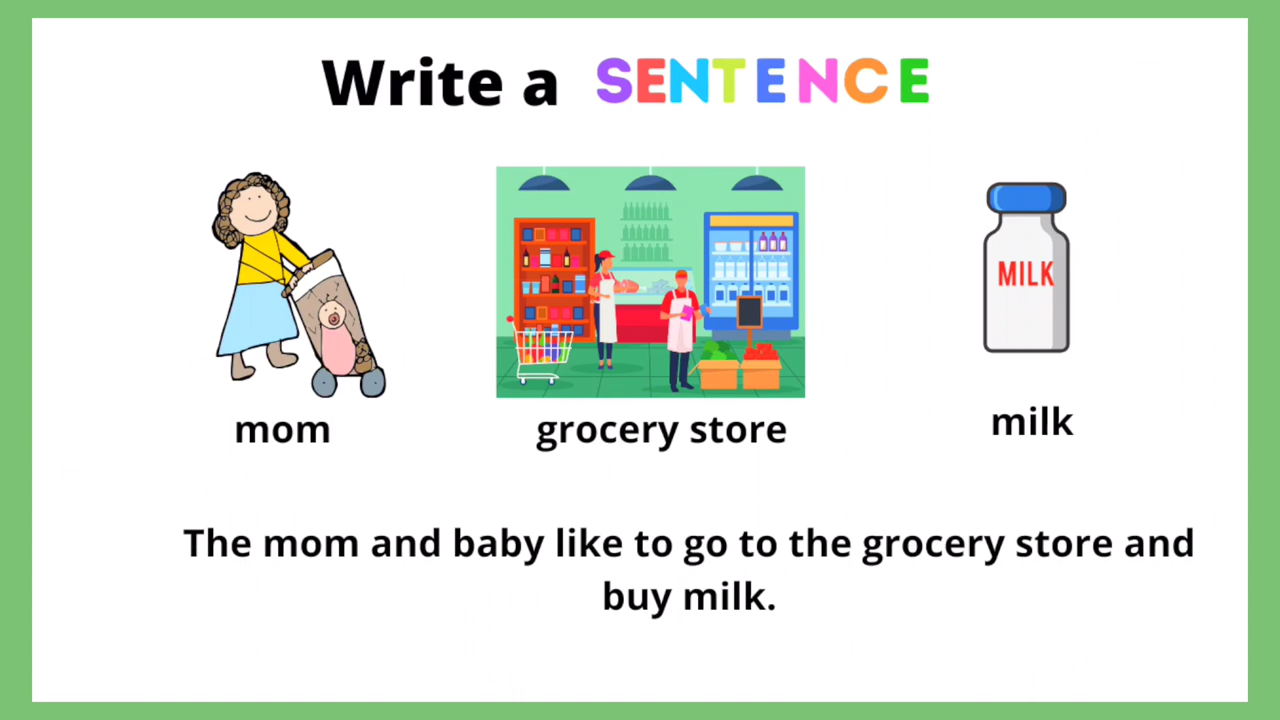 Write a SENTENCE
MILK
mom
grocery store
milk
The mom and baby like to go to the grocery store and
buy milk.